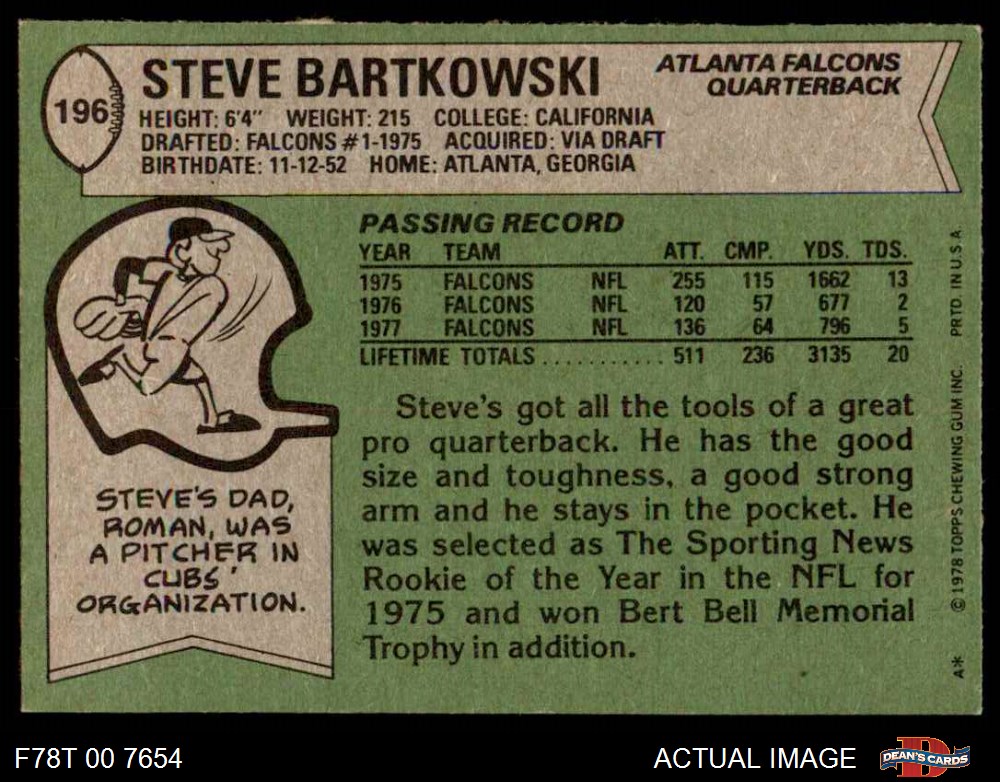 196
STEVE BARTKOWSKI
ATLANTA FALCONS
QUARTERBACK
HEIGHT: 6'4" WEIGHT: 215 COLLEGE: CALIFORNIA
DRAFTED: FALCONS #1-1975 ACQUIRED: VIA DRAFT
BIRTHDATE: 11-12-52 HOME: ATLANTA, GEORGIA
PASSING RECORD
YEAR TEAM ATT. CMP. YDS. TDS.
1975 FALCONS NFL 255 115 1662 13
1976 FALCONS NFL 120 57 677 2
1977 FALCONS NFL 136 64 796 5
LIFETIME TOTALS ........... 511 236 3135 20
Steve's got all the tools of a great
pro quarterback. He has the good
size and toughness, a good strong
arm and he stays in the pocket. He
was selected as The Sporting News
Rookie of the Year in the NFL for
1975 and won Bert Bell Memorial
Trophy in addition.
STEVE'S DAD,
ROMAN, WAS
A PITCHER IN
CUBS'
ORGANIZATION.
A* © 1978 TOPPS CHEWING GUM INC. PRTD. IN U.S.A
F78T 00 7654
ACTUAL IMAGE
D
DEAN'S CARDS